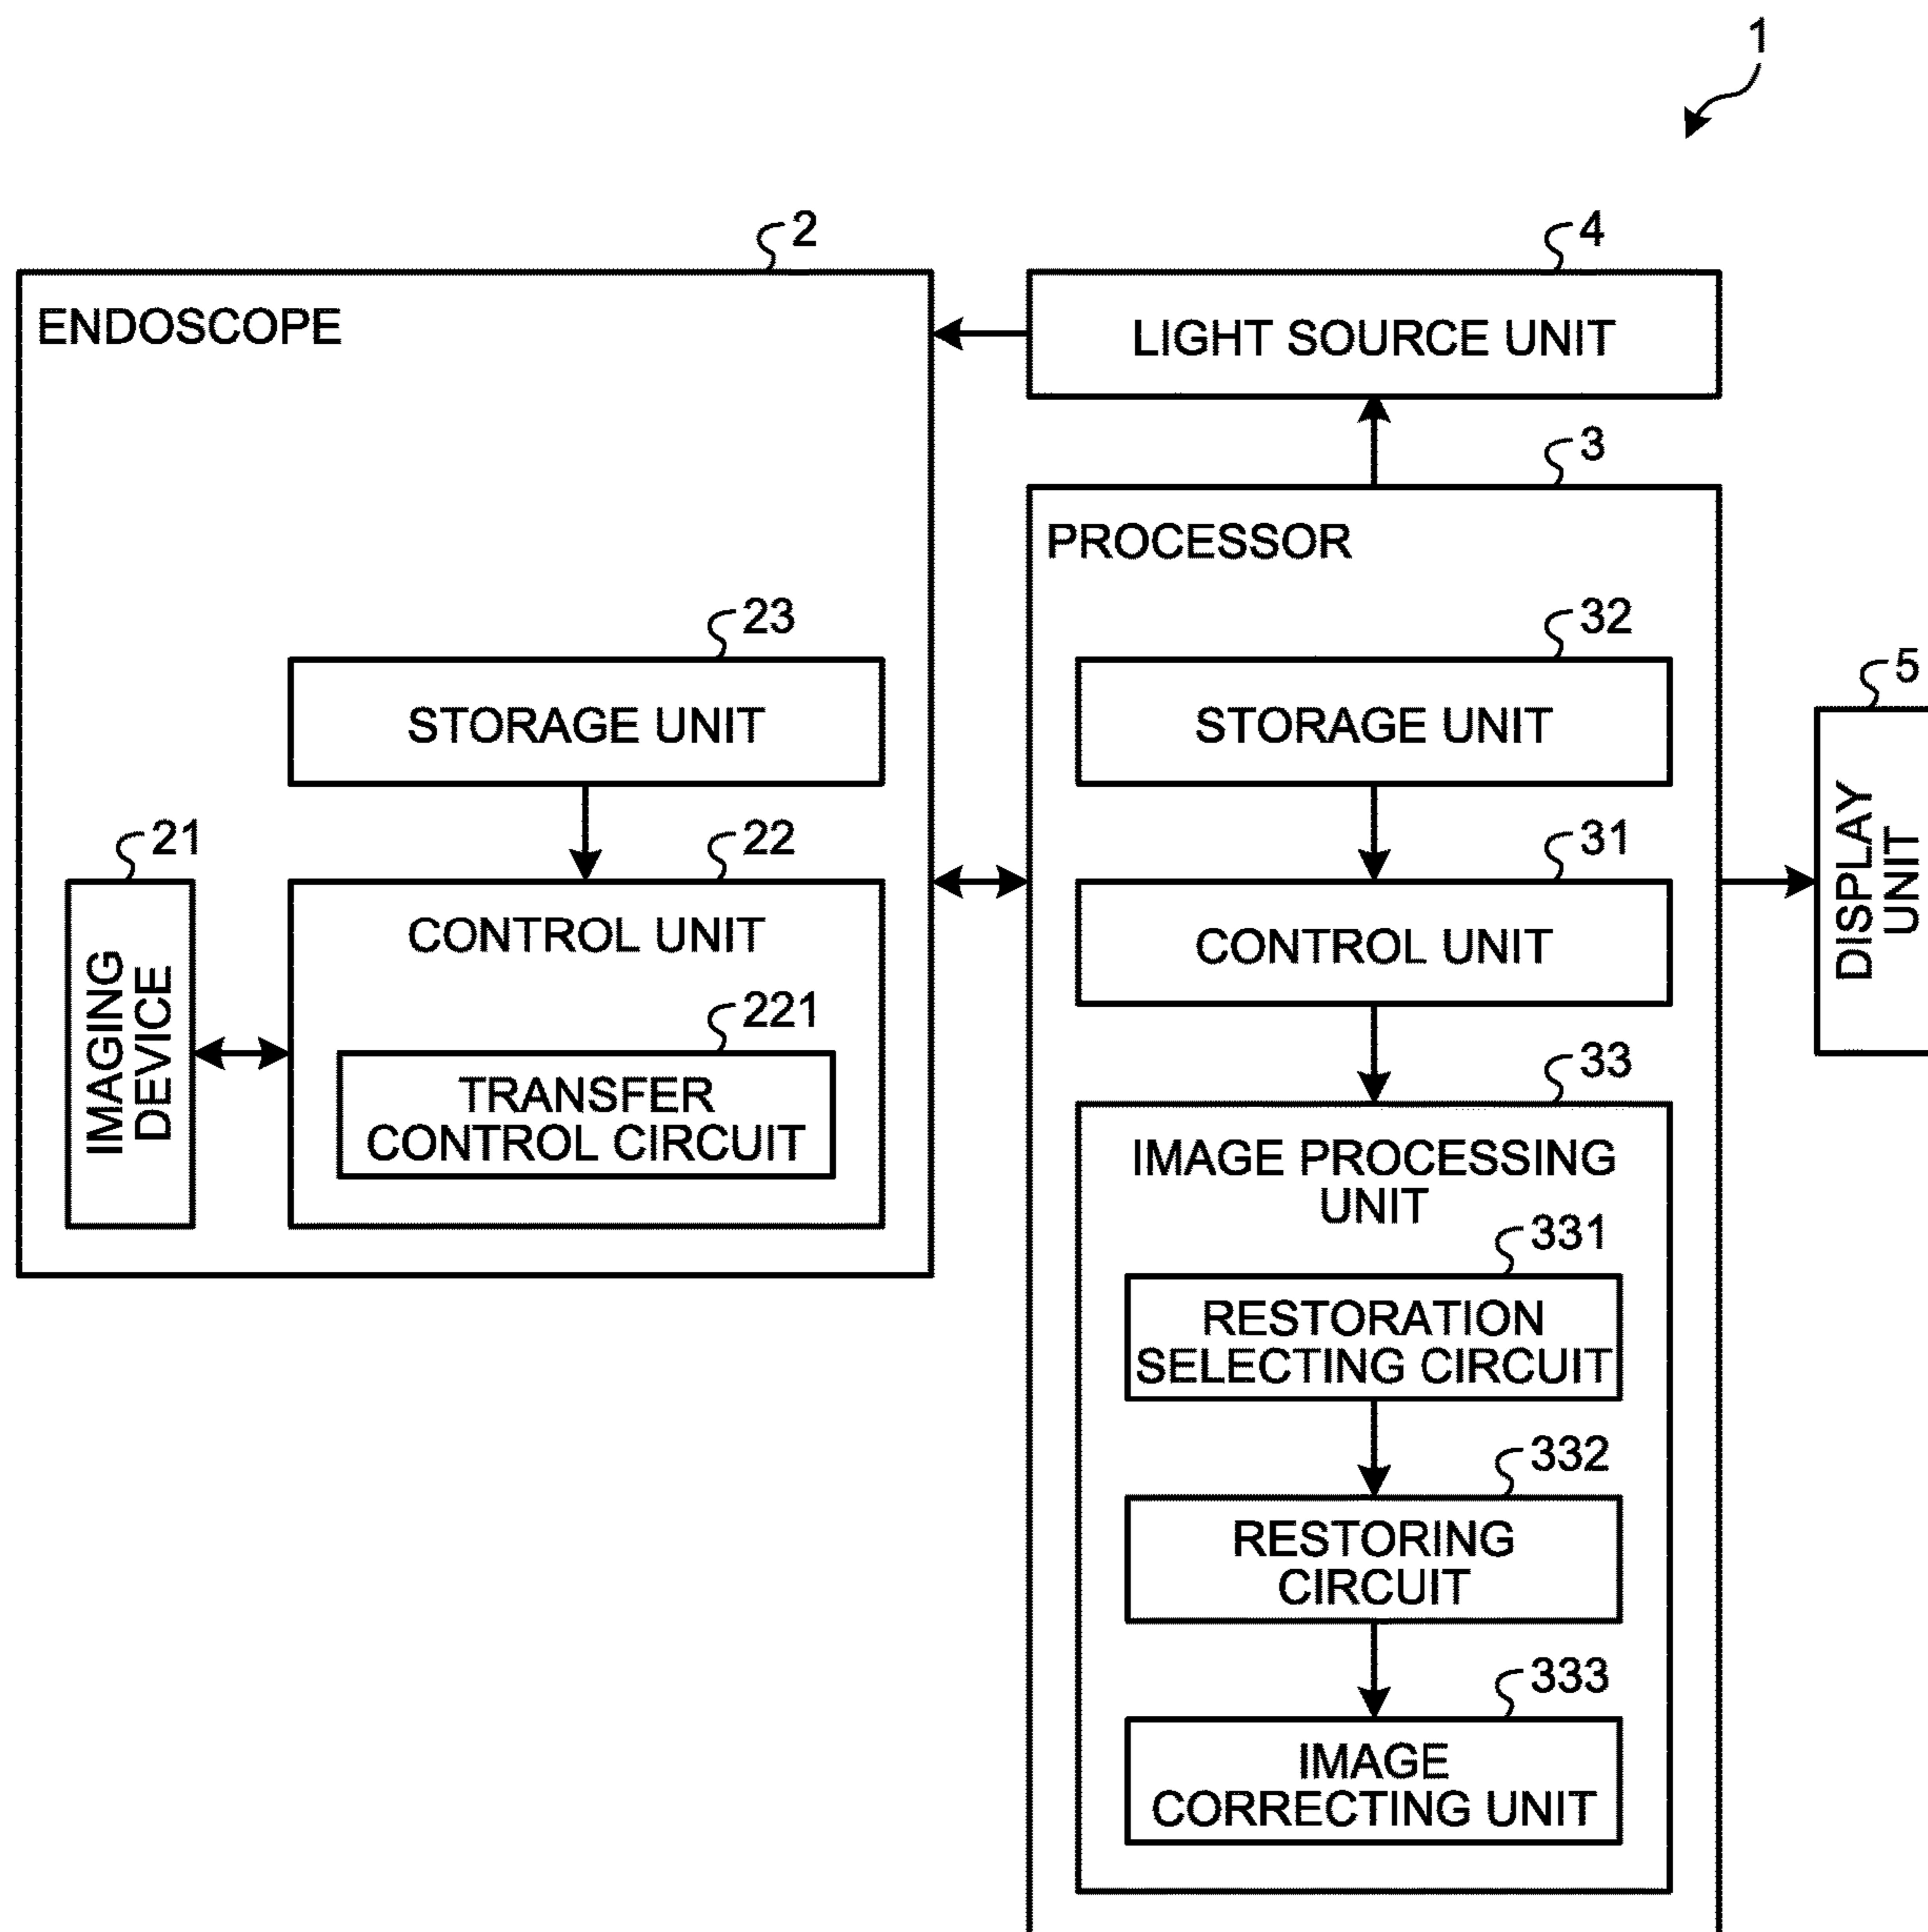 1
2
ENDOSCOPE
4
LIGHT SOURCE UNIT
3
PROCESSOR
23
STORAGE UNIT
32
STORAGE UNIT
5
DISPLAY
UNIT
21
IMAGING
DEVICE
22
CONTROL UNIT
31
CONTROL UNIT
221
TRANSFER
CONTROL CIRCUIT
33
IMAGE PROCESSING
UNIT
331
RESTORATION
SELECTING CIRCUIT
332
RESTORING
CIRCUIT
333
IMAGE
CORRECTING UNIT